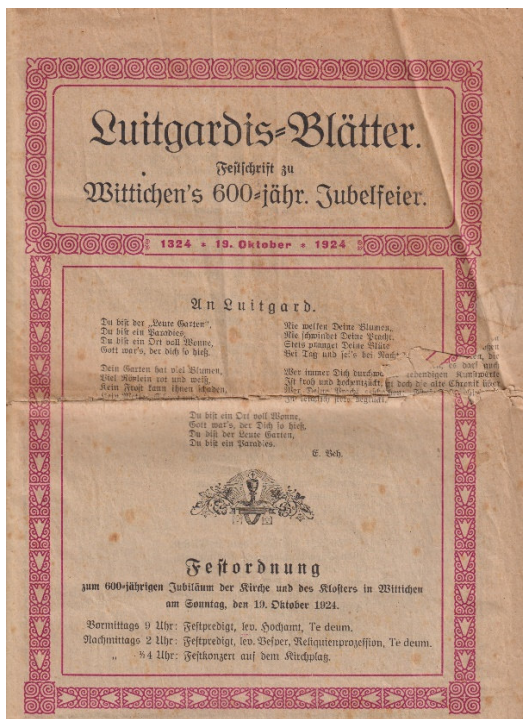 Luitgardis-Blätter.
Festschrift zu
Wittichen's 600-jähr. Jubelfeier.
1324 * 19. Oktober * 1924
An Luitgard.
Du bist der „Leute Garten",
Du bist ein Paradies,
Du bist ein Ort voll Wonne,
Gott war's, der dich so hieß.
Dein Garten hat viel Blumen,
Viel Röslein rot und weiß,
Kein Frost kann ihnen schaden,
Nie welken Deine Blumen,
Nie schwindet Deine Pracht,
Stets pranget Deine Blüte
Bei Tag und sei's bei Nacht
Wer immer Dich
Ist froh und
Du bist ein Ort voll Wonne,
Gott war's, der Dich so hieß,
Du bist der Leute Garten,
Du bist ein Paradies.
E. Beh.
Festordnung
zum 600-jährigen Jubiläum der Kirche und des Klosters in Wittichen
am Sonntag, den 19. Oktober 1924.
Vormittags 9 Uhr: Festpredigt, lev. Hochamt, Te deum.
Nachmittags 2 Uhr: Festpredigt, lev. Vesper, Reliquienprozession, Te deum.
„ ¾4 Uhr: Festkonzert auf dem Kirchplatz.